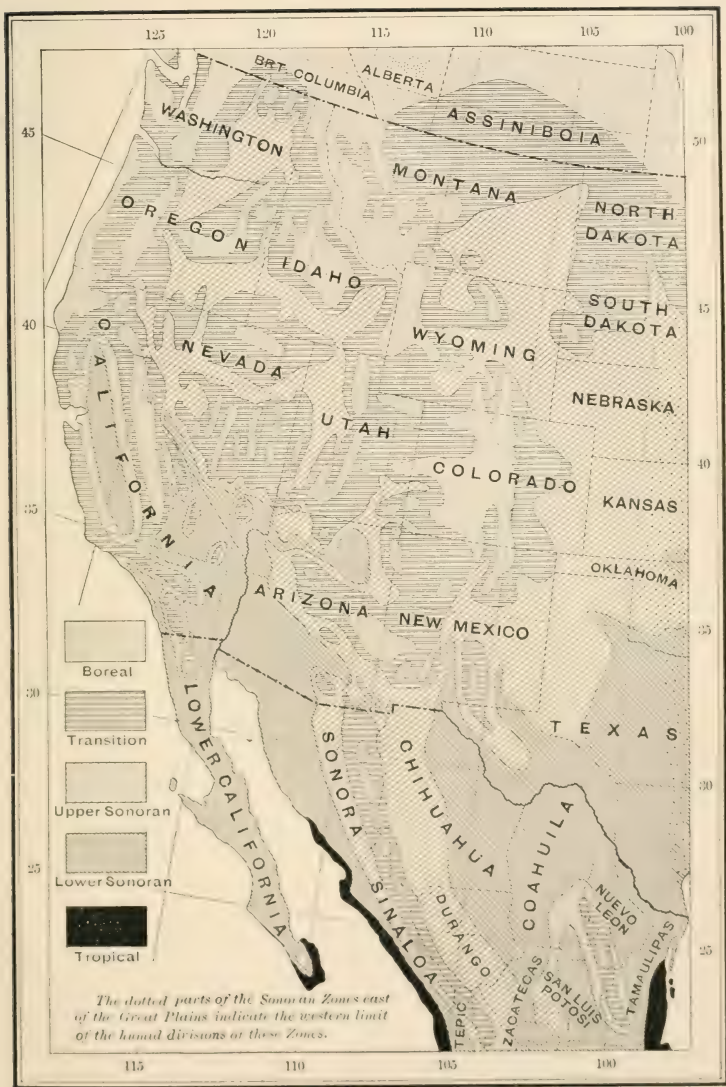 125 120 115 110 105 100
BRT. COLUMBIA
ALBERTA
ASSINIBOIA
WASHINGTON
45
50
MONTANA
OREGON
NORTH
DAKOTA
IDAHO
SOUTH
DAKOTA
45
40
WYOMING
CALIFORNIA
NEVADA
NEBRASKA
UTAH
COLORADO
40
KANSAS
35
OKLAHOMA
ARIZONA
NEW MEXICO
35
Boreal
TEXAS
30
LOWER CALIFORNIA
Transition
SONORA
CHIHUAHUA
30
Upper Sonoran
COAHUILA
25
Lower Sonoran
SINALOA
DURANGO
NUEVO
LEON
25
Tropical
TEPIC
ZACATECAS
SAN LUIS
POTOSI
TAMAULIPAS
The dotted parts of the Sonoran Zones east
of the Great Plains indicate the western limit
of the humid divisions of these Zones.
115 110 105 100